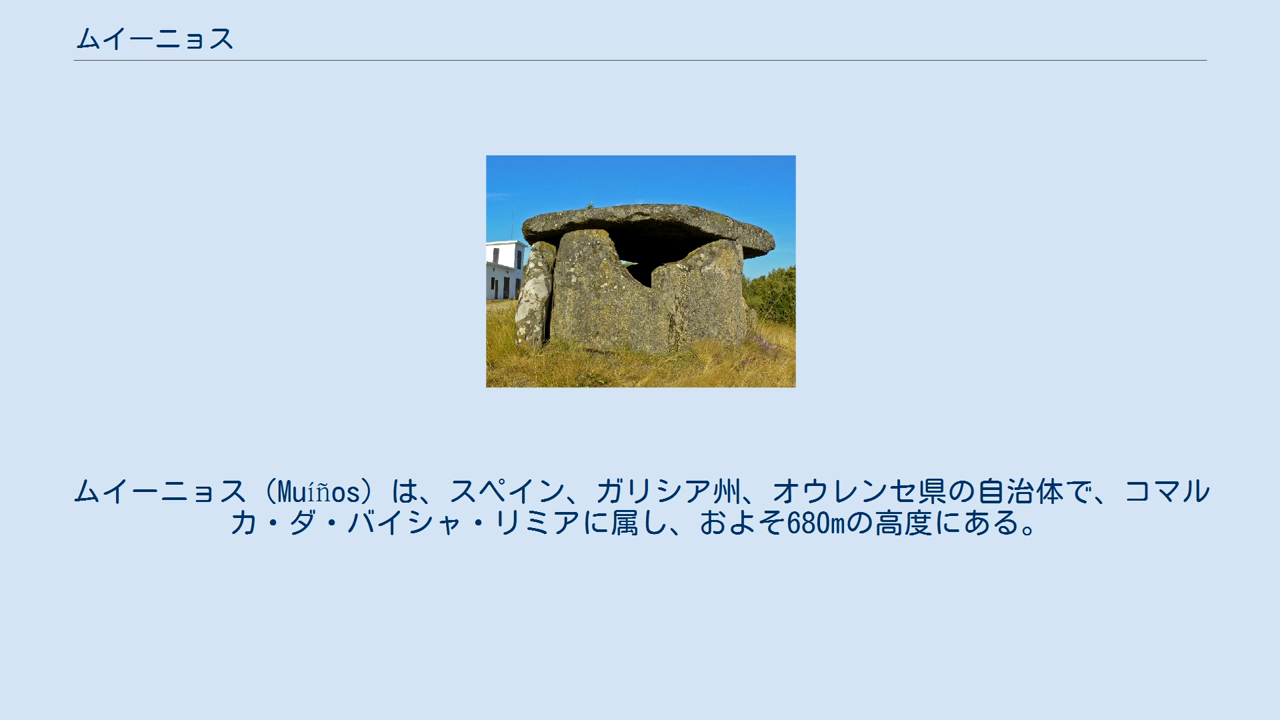 ムイーニョス
ムイーニョス（Muíños）は、スペイン、ガリシア州、オウレンセ県の自治体で、コマル
カ・ダ・バイシャ・リミアに属し、およそ680mの高度にある。